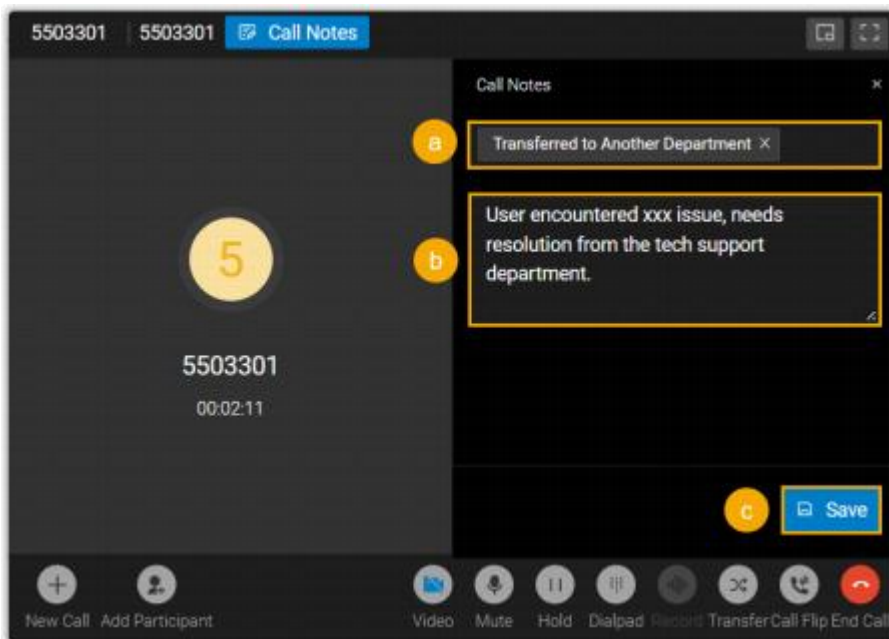 5503301 5503301 Call Notes
Call Notes ×
a Transferred to Another Department ×
b User encountered xxx issue, needs
resolution from the tech support
department.
5
5503301
00:02:11
c Save
New Call Add Participant Video Mute Hold Dialpad Record Transfer Call Flip End Call